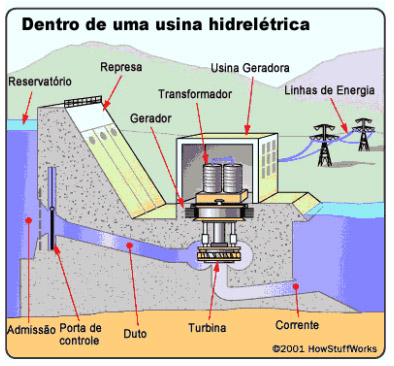 Dentro de uma usina hidrelétrica
Reservatório
Represa
Usina Geradora
Transformador
Linhas de Energia
Gerador
Admissão
Porta de
controle
Duto
Turbina
Corrente
©2001 HowStuffWorks